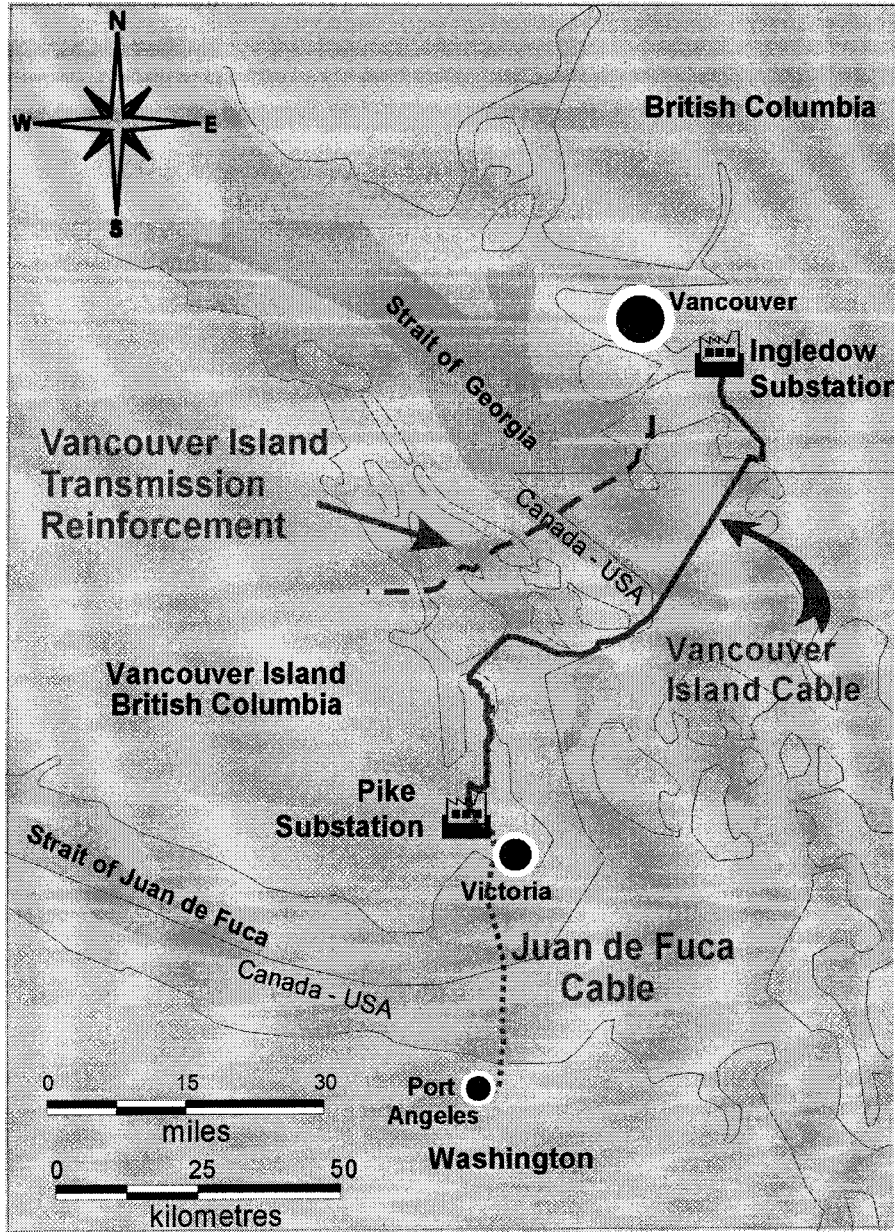 N
W
E
S
British Columbia
Vancouver
Ingledow
Substation
Strait of Georgia
Vancouver Island
Transmission
Reinforcement
Canada - USA
Vancouver
Island Cable
Vancouver Island
British Columbia
Pike
Substation
Victoria
Strait of Juan de Fuca
Canada - USA
Juan de Fuca
Cable
0 15 30
miles
Port
Angeles
Washington
0 25 50
kilometres